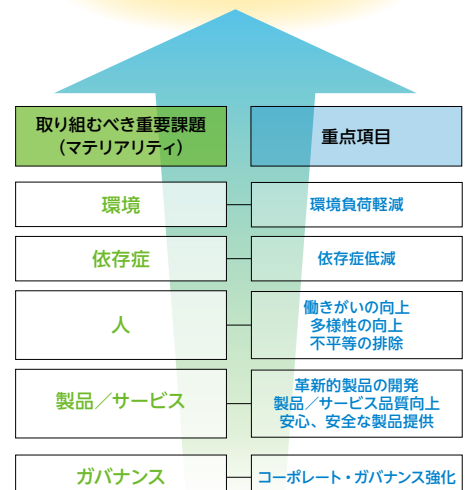 取り組むべき重要課題
（マテリアリティ）
重点項目
環境
環境負荷軽減
依存症
依存症低減
人
働きがいの向上
多様性の向上
不平等の排除
製品／サービス
革新的製品の開発
製品／サービス品質向上
安心、安全な製品提供
ガバナンス
コーポレート・ガバナンス強化